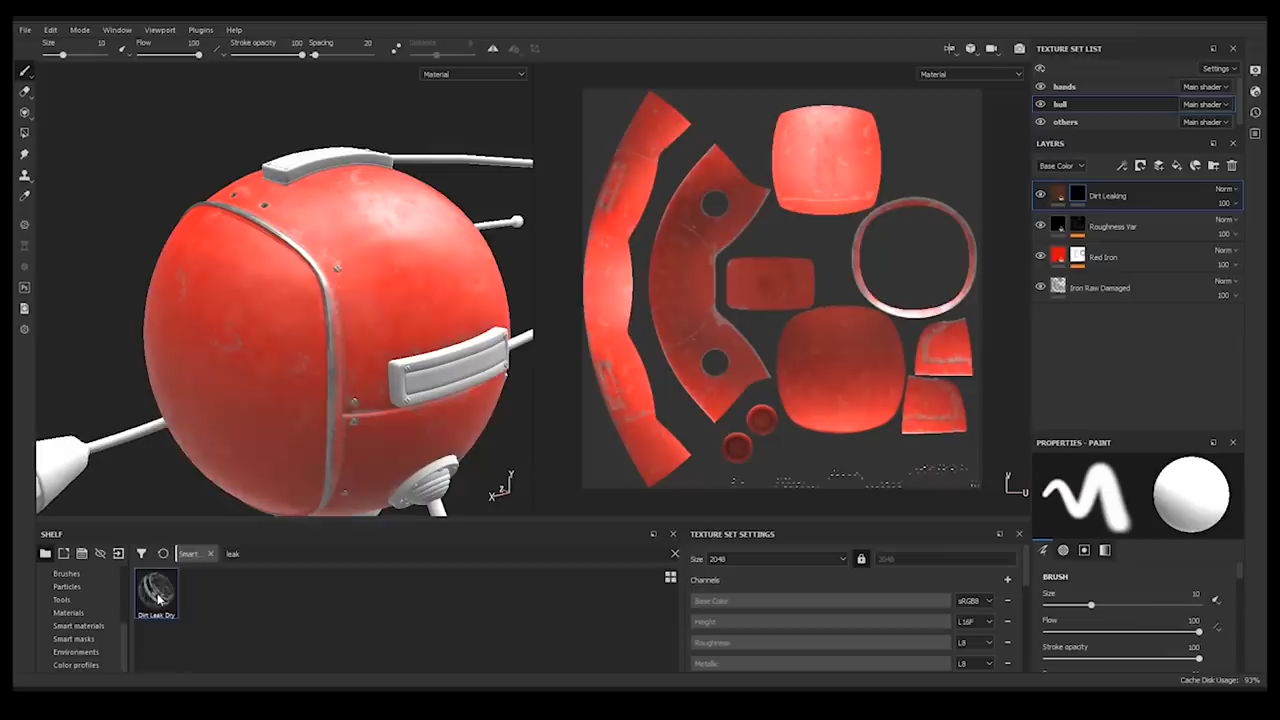 File Edit Mode Window Viewport Plugins Help
Size 10 Flow 100 Stroke opacity 100 Spacing 20 Distance 8
Material
Material
TEXTURE SET LIST
Settings
hands Main shader
hull Main shader
others Main shader
LAYERS
Base Color
Dirt Leaking Norm 100
Roughness Var Norm 100
Red Iron Norm 100
Iron Raw Damaged Norm 100
Y
X Z
U
PROPERTIES - PAINT
BRUSH
Size 10
Flow 100
Stroke opacity 100
SHELF
Smart... leak
Brushes
Particles
Tools
Materials
Smart materials
Smart masks
Environments
Color profiles
Dirt Leak Dry
TEXTURE SET SETTINGS
Size 2048 2048
Channels
Base Color sRGB8
Height L16F
Roughness L8
Metallic L8
Ps
Cache Disk Usage: 93%